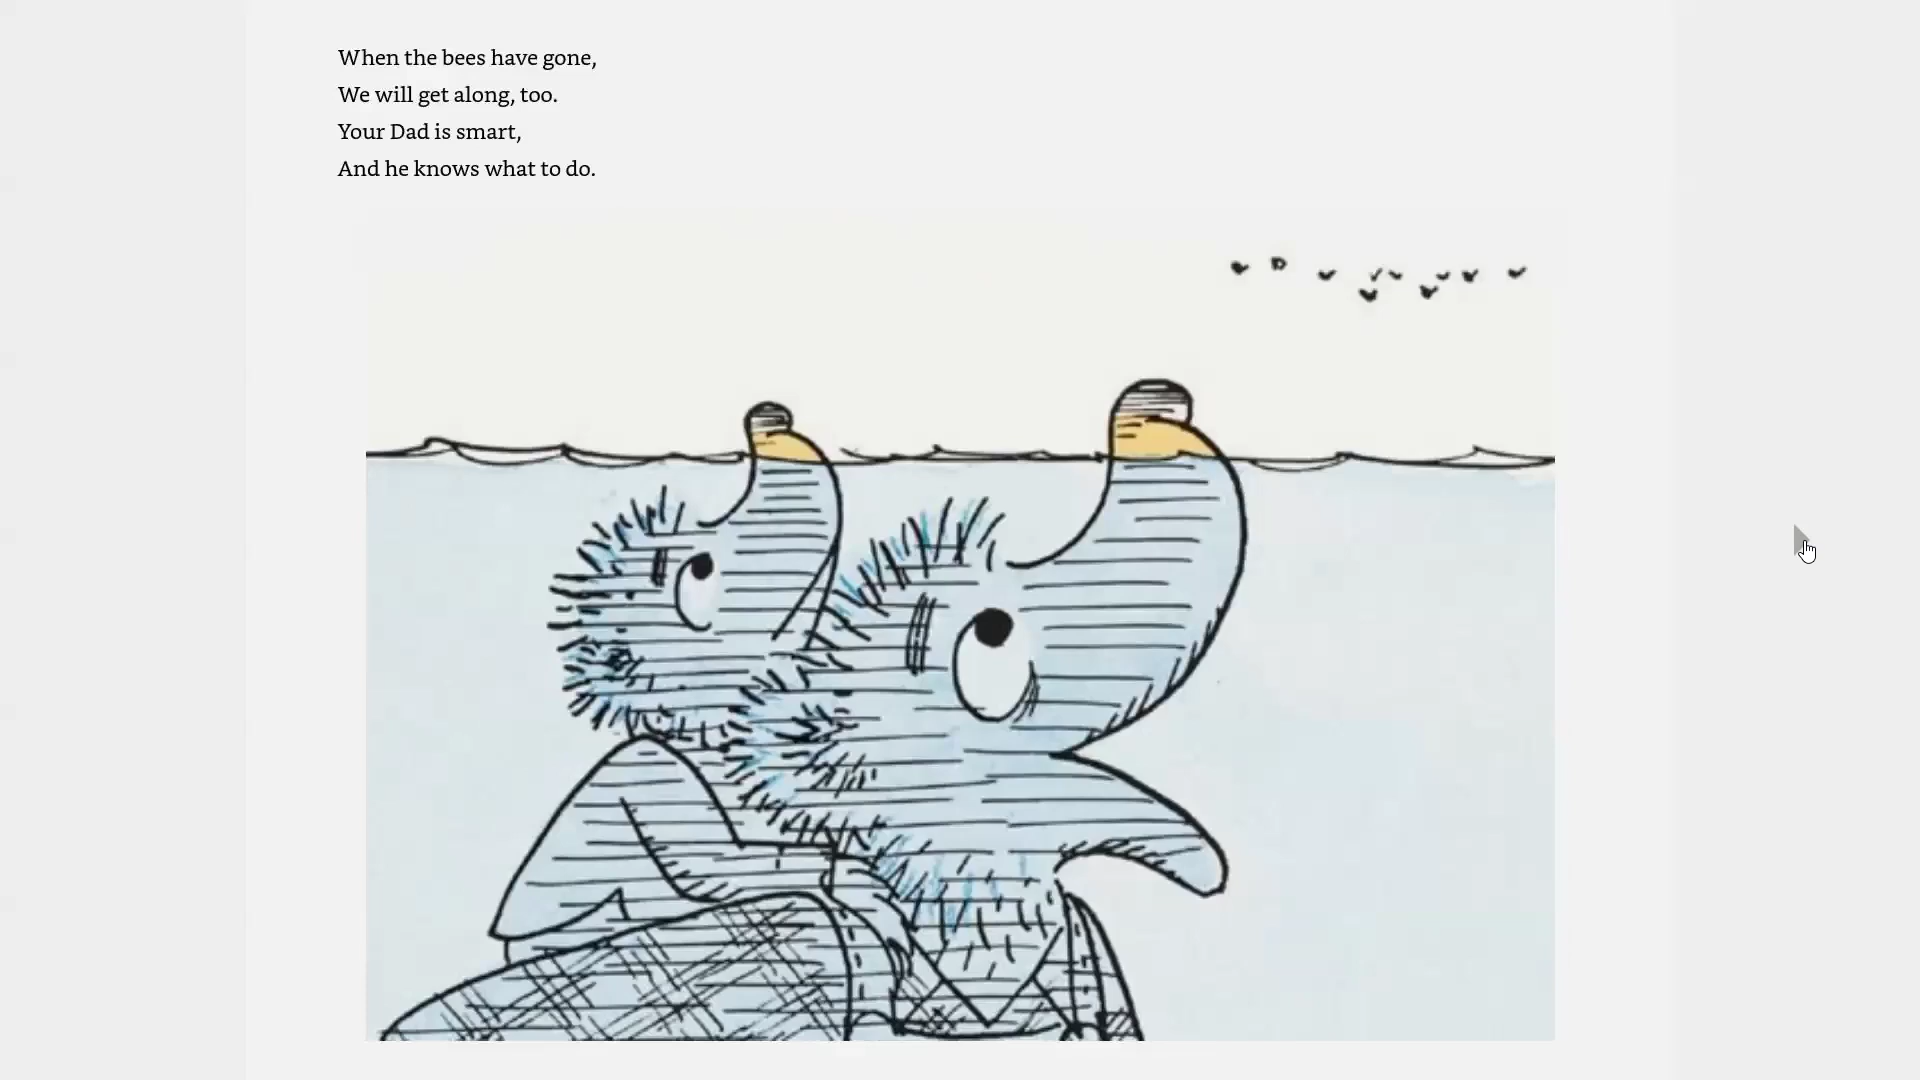 When the bees have gone,
We will get along, too.
Your Dad is smart,
And he knows what to do.